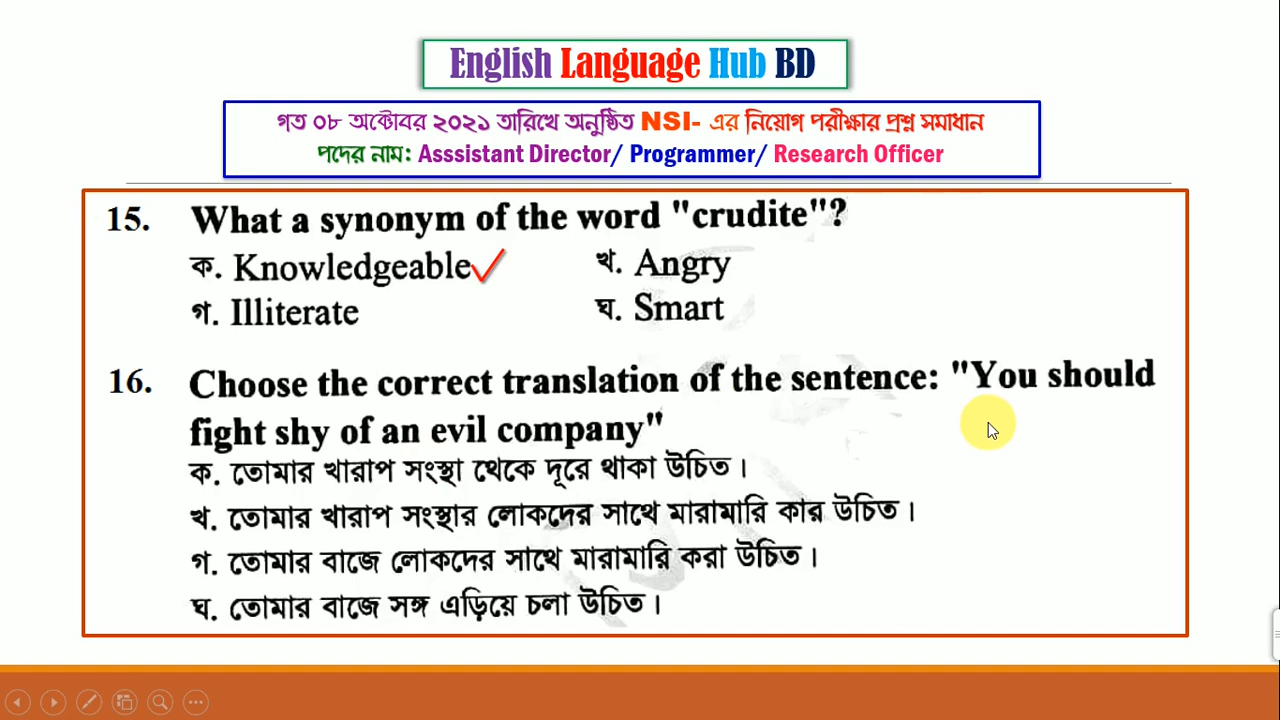 English Language Hub BD
গত ০৮ অক্টোবর ২০২১ তারিখে অনুষ্ঠিত NSI- এর নিয়োগ পরীক্ষার প্রশ্ন সমাধান
পদের নাম: Asssistant Director/ Programmer/ Research Officer
15. What a synonym of the word "crudite"?
ক. Knowledgeable খ. Angry
গ. Illiterate ঘ. Smart
16. Choose the correct translation of the sentence: "You should
fight shy of an evil company"
ক. তোমার খারাপ সংস্থা থেকে দূরে থাকা উচিত।
খ. তোমার খারাপ সংস্থার লোকদের সাথে মারামারি কার উচিত।
গ. তোমার বাজে লোকদের সাথে মারামারি করা উচিত।
ঘ. তোমার বাজে সঙ্গ এড়িয়ে চলা উচিত।